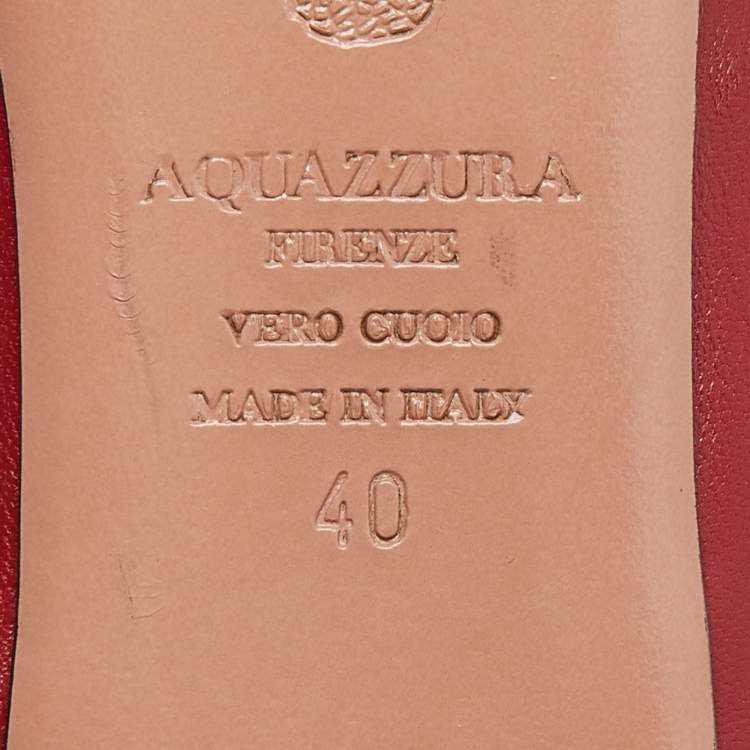 AQUAZZURA
FIRENZE
VERO CUOIO
MADE IN ITALY
40